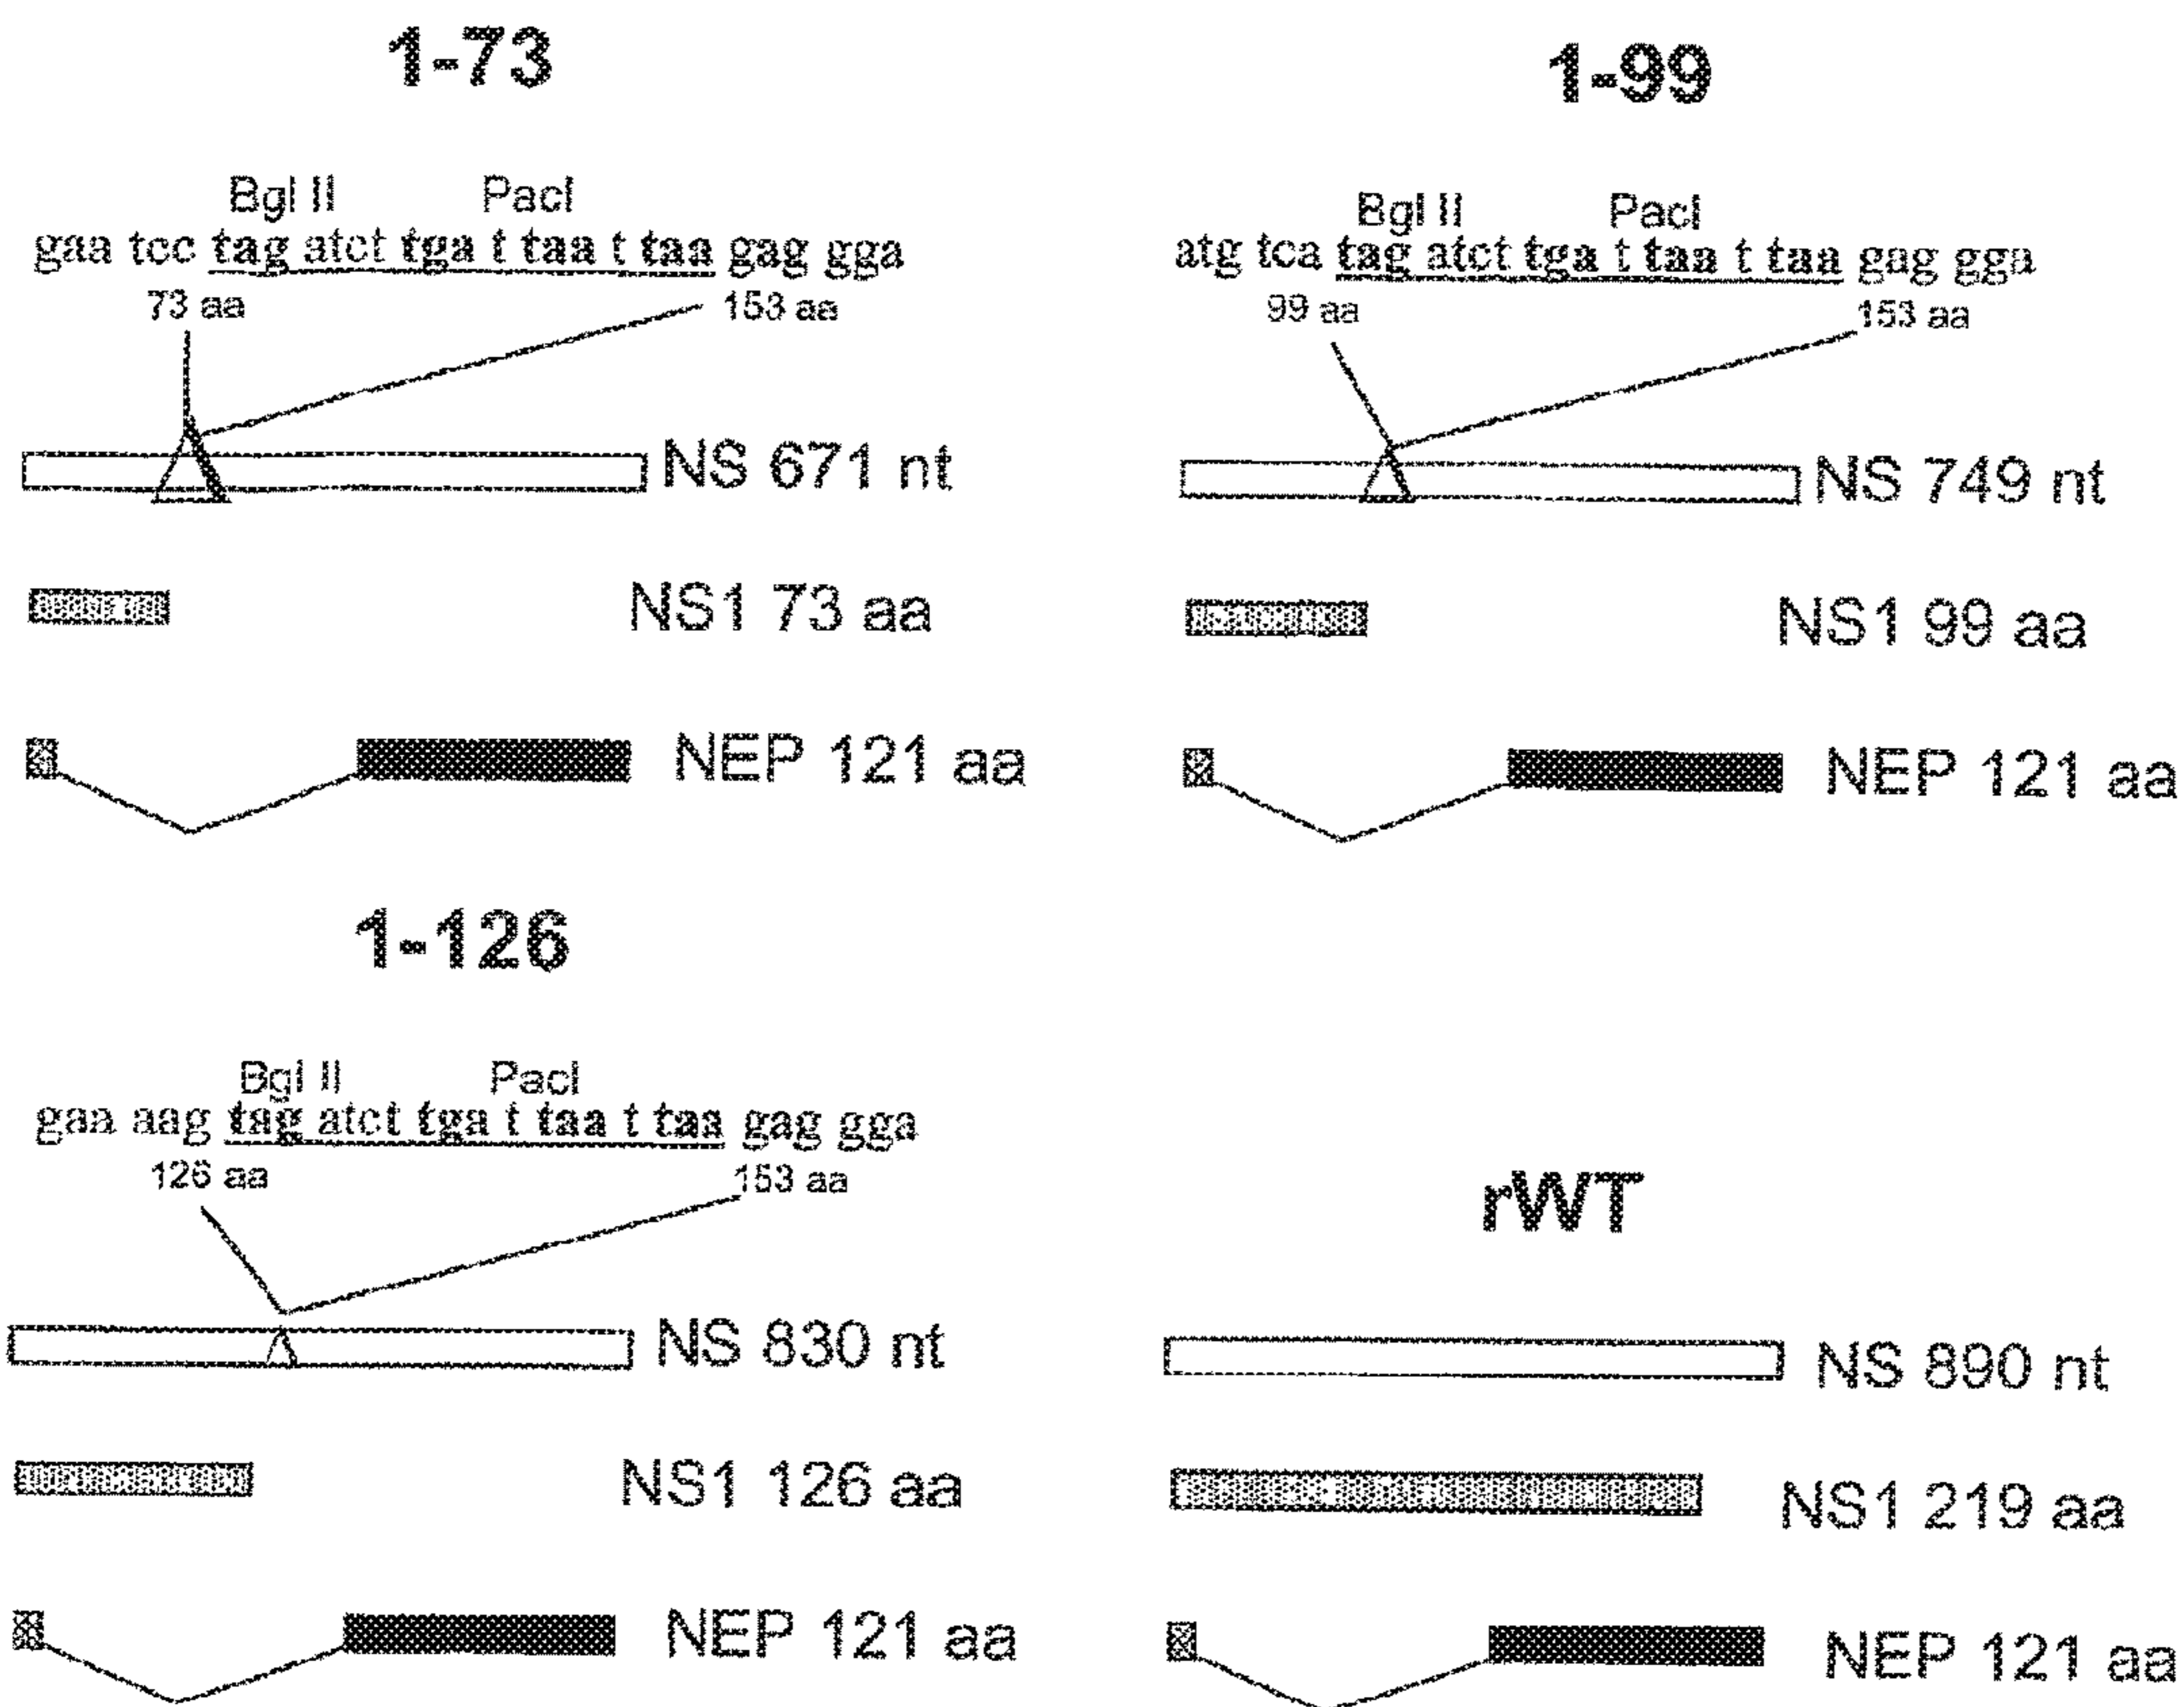 1-73
Bgl II PacI
gaa tcc tag atct tga t taa t taa gag gga
73 aa 153 aa
NS 671 nt
NS1 73 aa
NEP 121 aa
1-99
Bgl II PacI
atg tca tag atct tga t taa t taa gag gga
99 aa 153 aa
NS 749 nt
NS1 99 aa
NEP 121 aa
1-126
Bgl II PacI
gaa aag tag atct tga t taa t taa gag gga
126 aa 153 aa
NS 830 nt
NS1 126 aa
NEP 121 aa
rWT
NS 890 nt
NS1 219 aa
NEP 121 aa